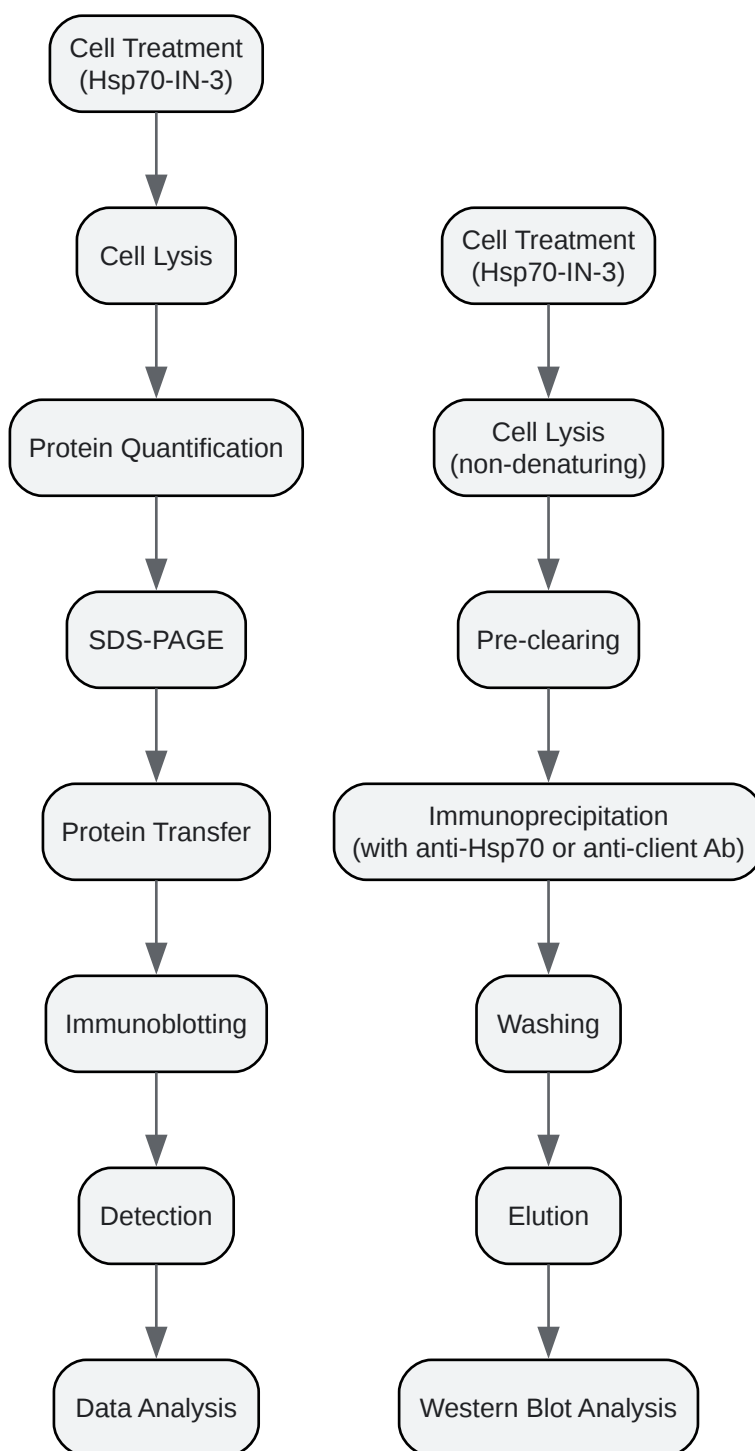 Cell Treatment
(Hsp70-IN-3)
Cell Lysis
Protein Quantification
SDS-PAGE
Protein Transfer
Immunoblotting
Detection
Data Analysis
Cell Treatment
(Hsp70-IN-3)
Cell Lysis
(non-denaturing)
Pre-clearing
Immunoprecipitation
(with anti-Hsp70 or anti-client Ab)
Washing
Elution
Western Blot Analysis